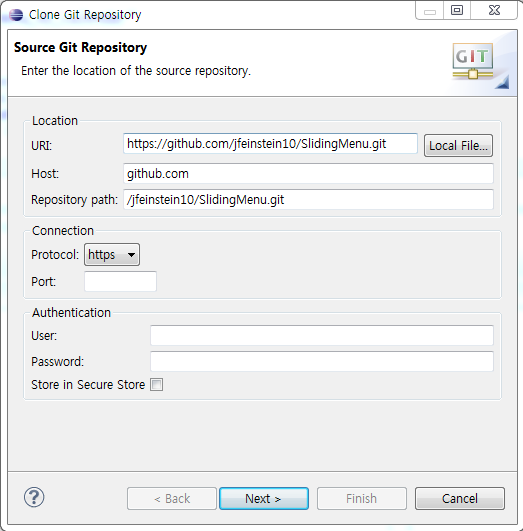 Clone Git Repository
Source Git Repository
Enter the location of the source repository.
GIT
Location
URI: https://github.com/jfeinstein10/SlidingMenu.git Local File...
Host: github.com
Repository path: /jfeinstein10/SlidingMenu.git
Connection
Protocol: https
Port:
Authentication
User:
Password:
Store in Secure Store
?
< Back Next > Finish Cancel